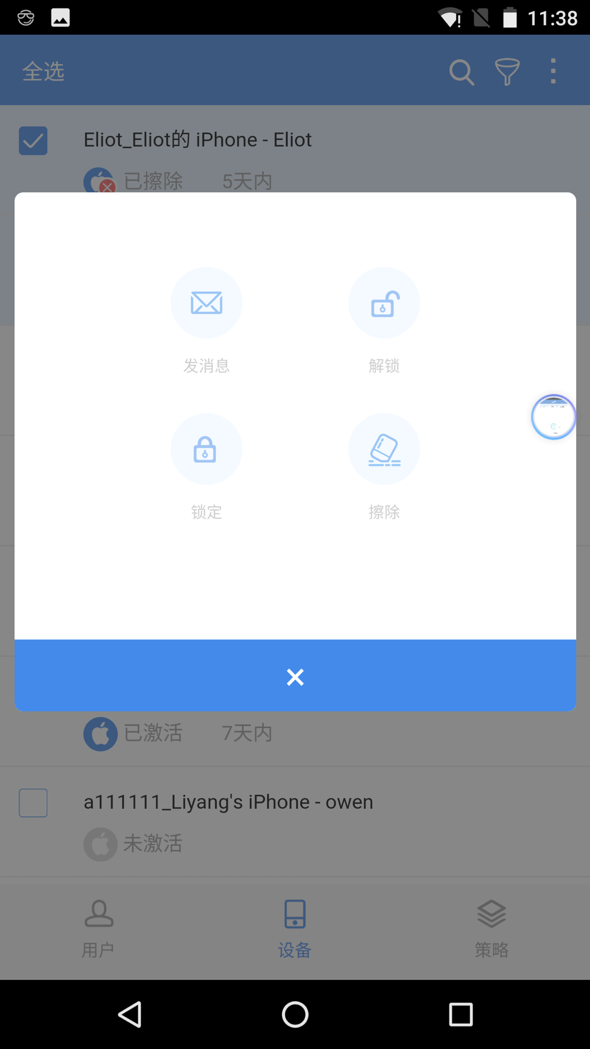 11:38
全选
Eliot_Eliot的 iPhone - Eliot
已擦除 5天内
发消息 解锁
锁定 擦除
已激活 7天内
a111111_Liyang's iPhone - owen
未激活
用户 设备 策略